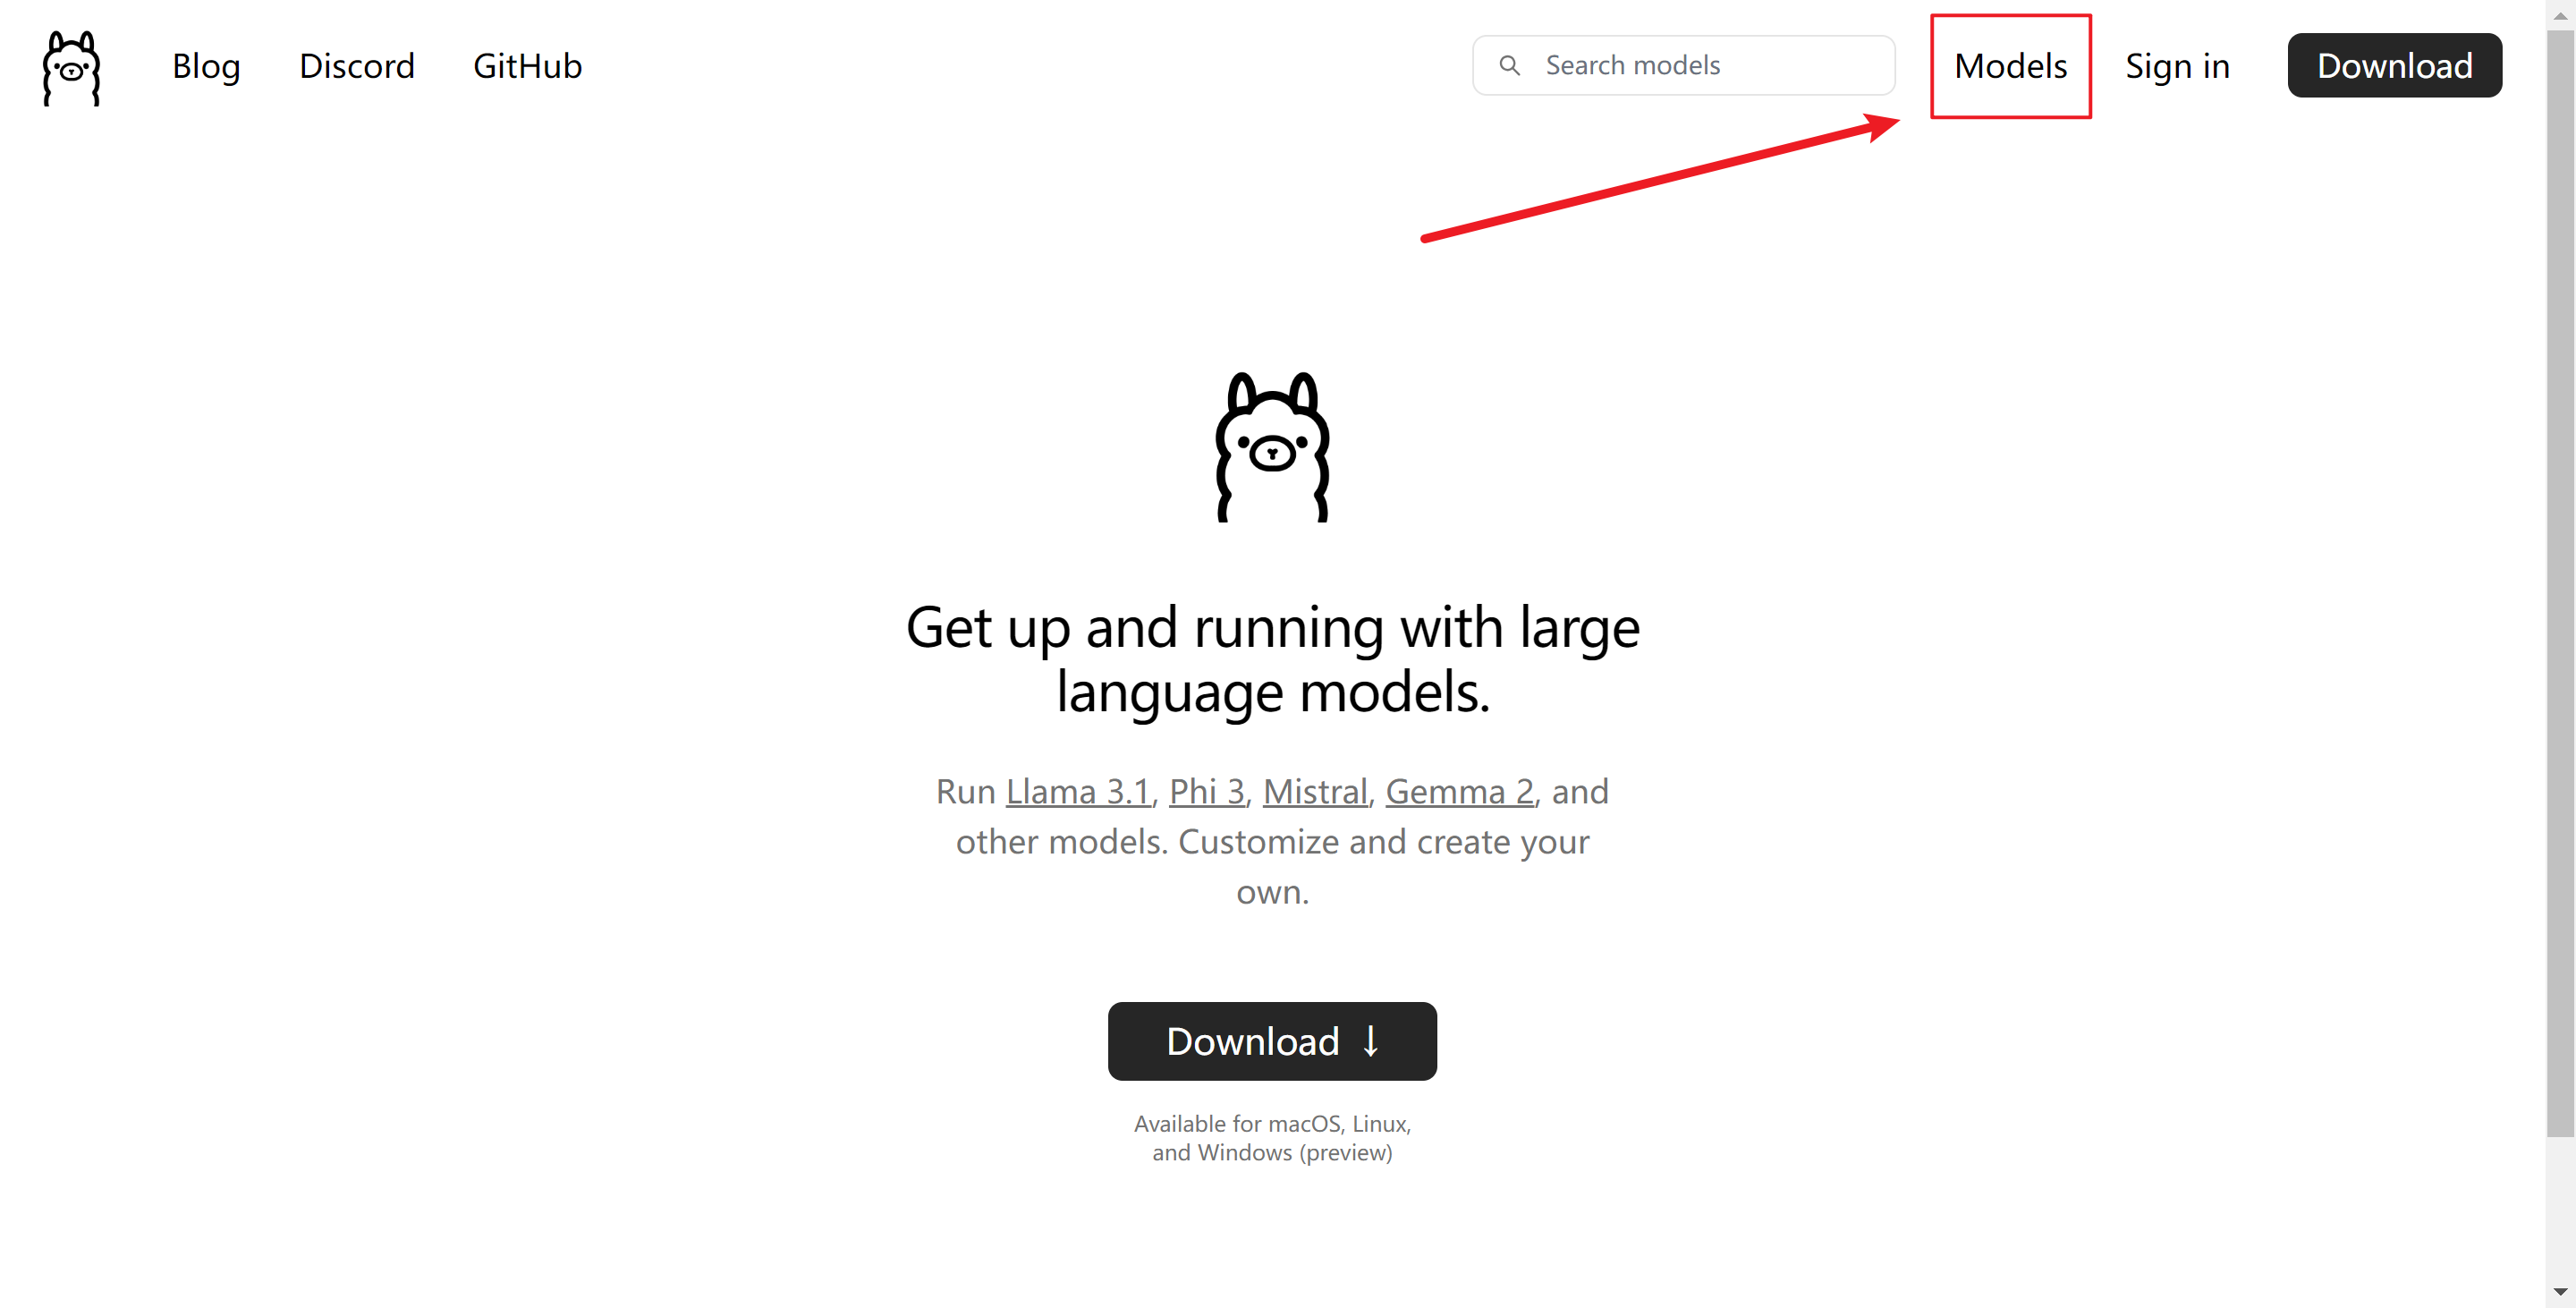 Blog Discord GitHub Search models Models Sign in Download
Get up and running with large
language models.
Run Llama 3.1, Phi 3, Mistral, Gemma 2, and
other models. Customize and create your
own.
Download ↓
Available for macOS, Linux,
and Windows (preview)